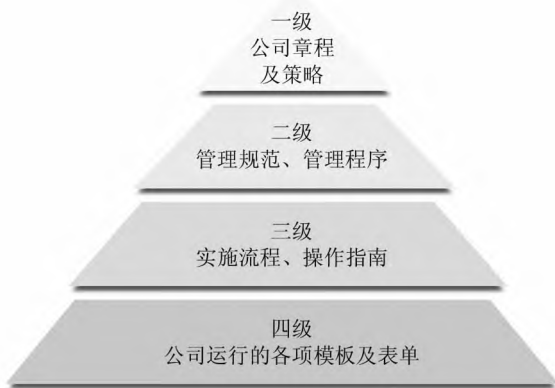 一级
公司章程
及策略
二级
管理规范、管理程序
三级
实施流程、操作指南
四级
公司运行的各项模板及表单